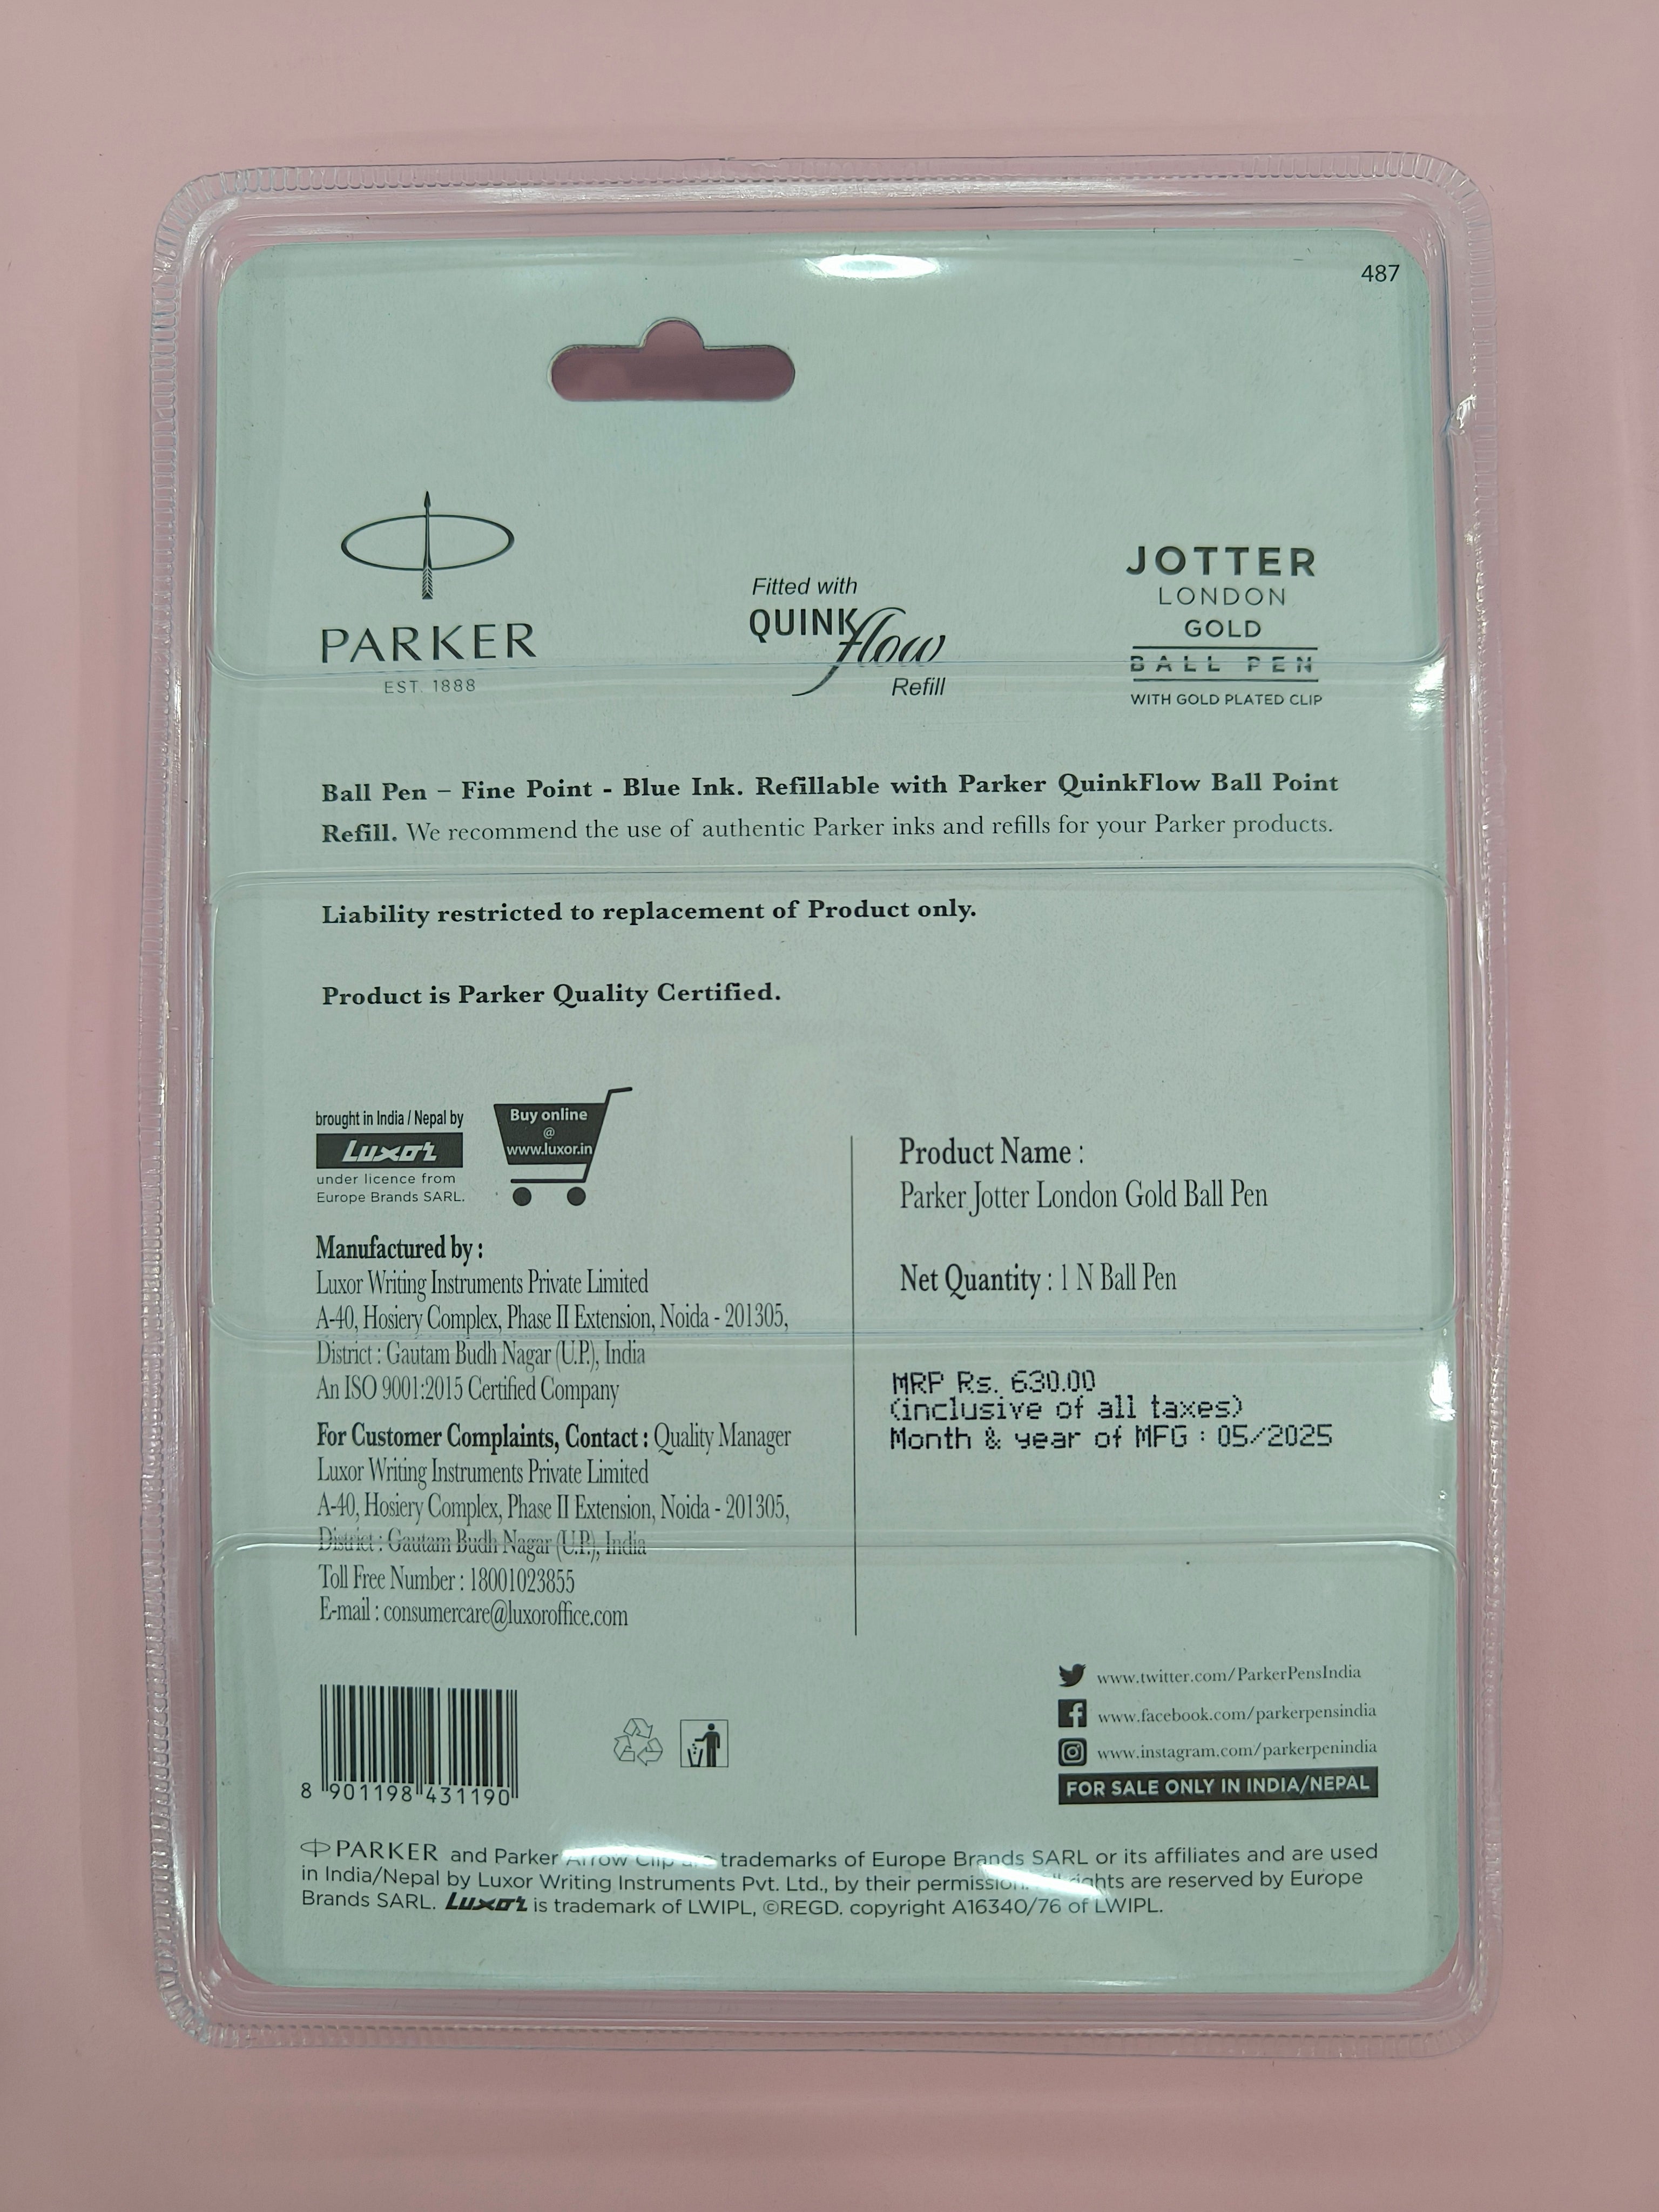 487
PARKER
EST. 1888
Fitted with
QUINKflow
Refill
JOTTER
LONDON
GOLD
BALL PEN
WITH GOLD PLATED CLIP
Ball Pen – Fine Point - Blue Ink. Refillable with Parker QuinkFlow Ball Point
Refill. We recommend the use of authentic Parker inks and refills for your Parker products.
Liability restricted to replacement of Product only.
Product is Parker Quality Certified.
brought in India / Nepal by
Luxor
under licence from
Europe Brands SARL.
Buy online
@
www.luxor.in
Manufactured by :
Luxor Writing Instruments Private Limited
A-40, Hosiery Complex, Phase II Extension, Noida - 201305,
District : Gautam Budh Nagar (U.P.), India
An ISO 9001:2015 Certified Company
For Customer Complaints, Contact : Quality Manager
Luxor Writing Instruments Private Limited
A-40, Hosiery Complex, Phase II Extension, Noida - 201305,
District : Gautam Budh Nagar (U.P.), India
Toll Free Number : 18001023855
E-mail : consumercare@luxoroffice.com
Product Name :
Parker Jotter London Gold Ball Pen
Net Quantity : 1 N Ball Pen
MRP Rs. 630.00
(inclusive of all taxes)
Month & year of MFG : 05/2025
8 901198 431190
www.twitter.com/ParkerPensIndia
www.facebook.com/parkerpensindia
www.instagram.com/parkerpenindia
FOR SALE ONLY IN INDIA/NEPAL
PARKER and Parker Arrow Clip are trademarks of Europe Brands SARL or its affiliates and are used
in India/Nepal by Luxor Writing Instruments Pvt. Ltd., by their permission. All rights are reserved by Europe
Brands SARL. Luxor is trademark of LWIPL, ©REGD. copyright A16340/76 of LWIPL.